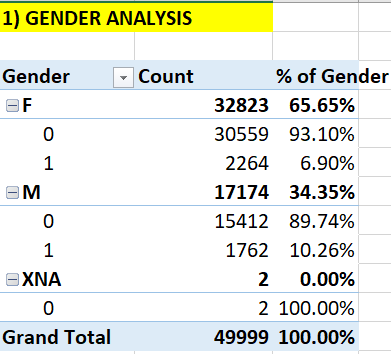 1) GENDER ANALYSIS
Gender Count % of Gender
F 32823 65.65%
0 30559 93.10%
1 2264 6.90%
M 17174 34.35%
0 15412 89.74%
1 1762 10.26%
XNA 2 0.00%
0 2 100.00%
Grand Total 49999 100.00%